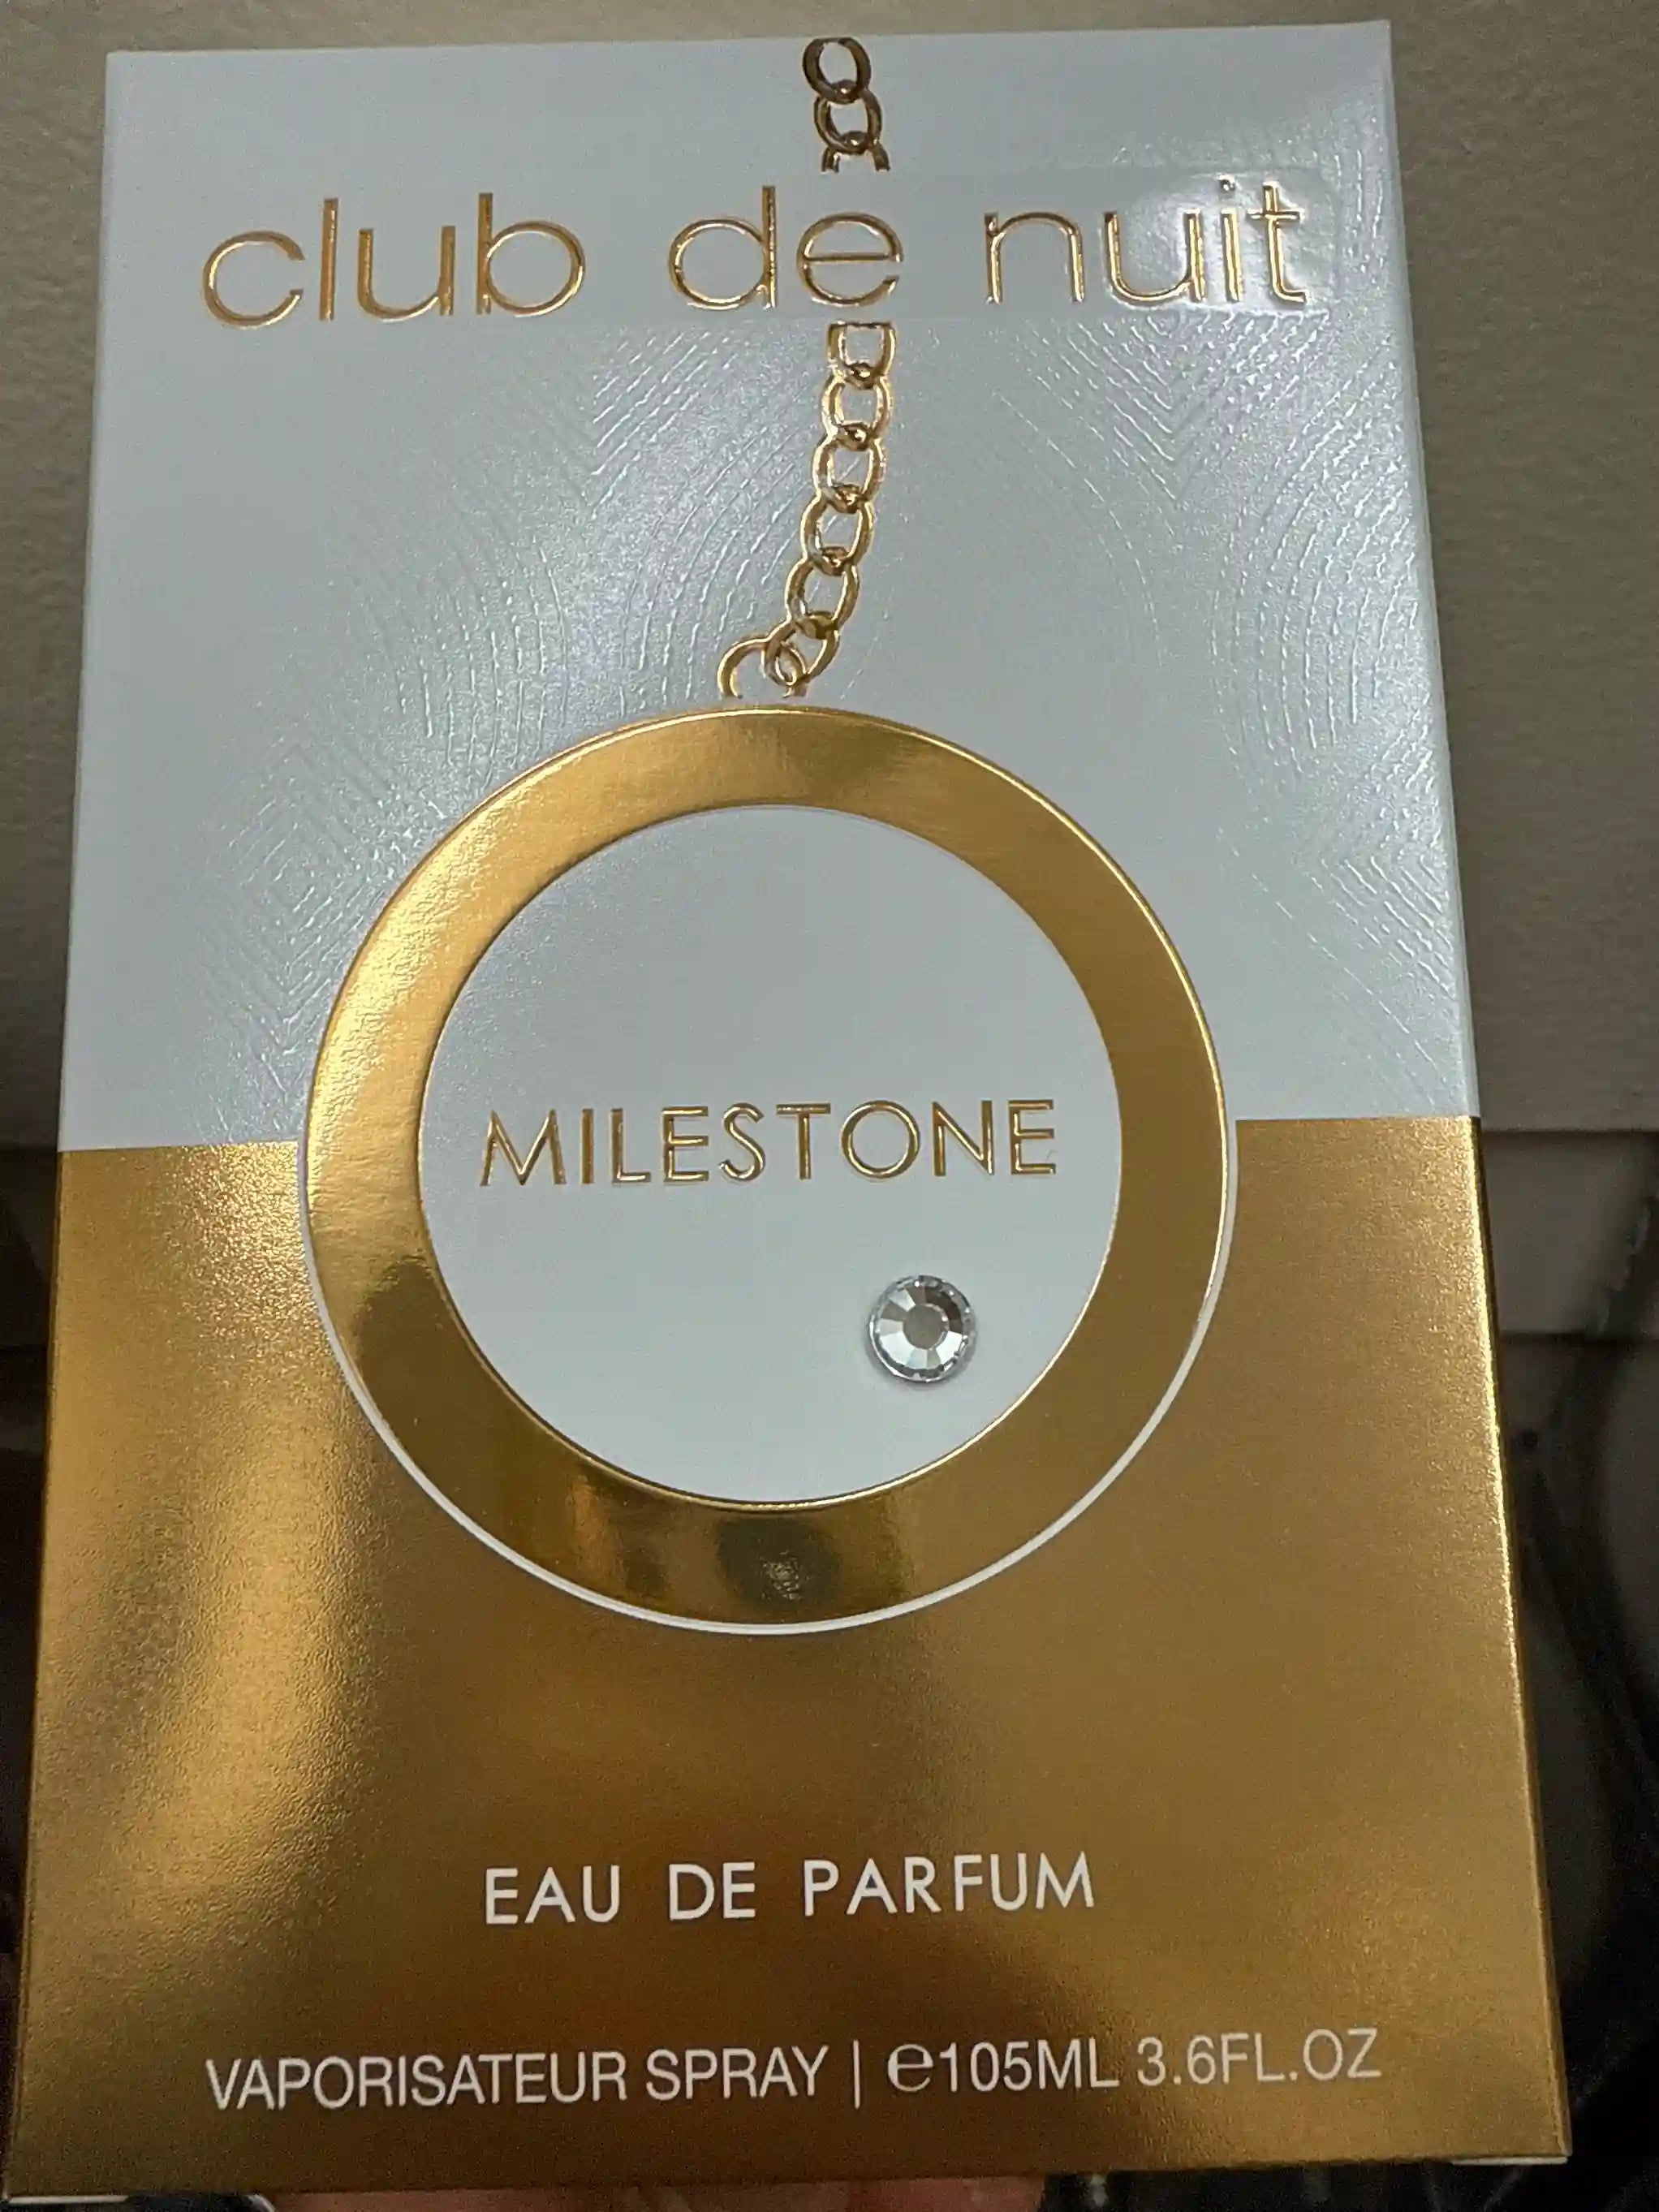 club de nuit
MILESTONE
EAU DE PARFUM
VAPORISATEUR SPRAY | ℮105ML 3.6FL.OZ